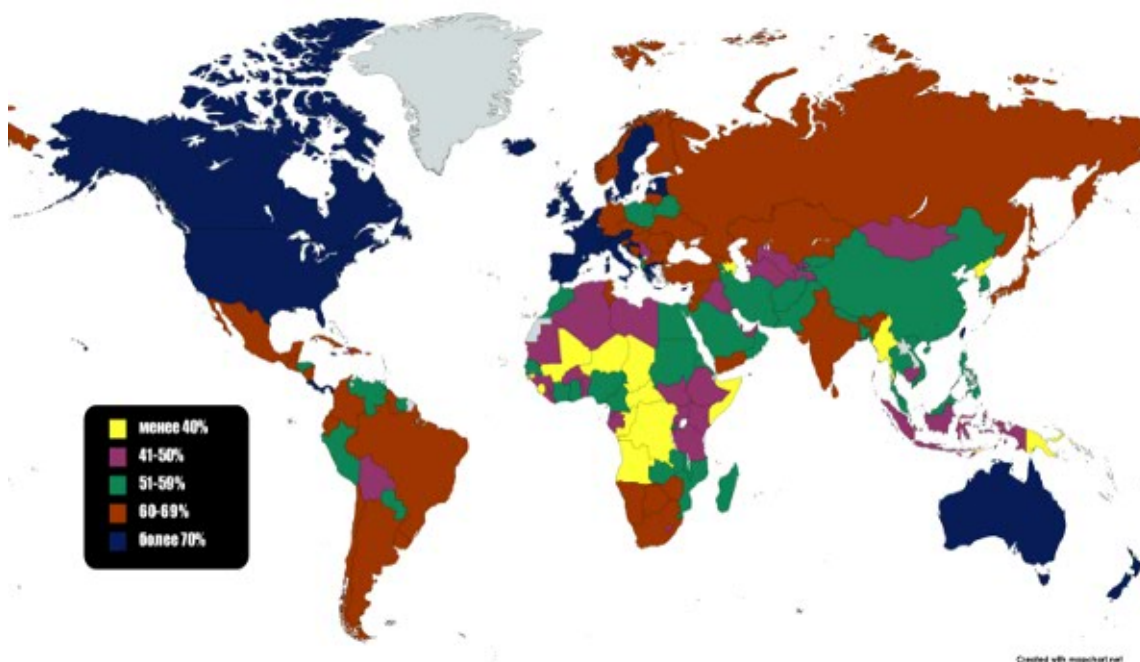 менее 40%
41-50%
51-59%
60-69%
более 70%
Created with mapchart.net